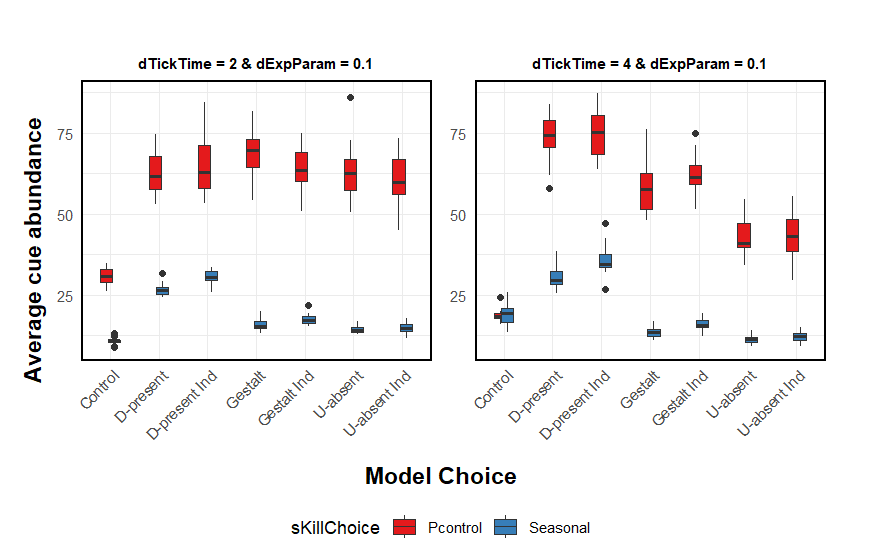 dTickTime = 2 & dExpParam = 0.1
dTickTime = 4 & dExpParam = 0.1
Average cue abundance
75
50
25
75
50
25
Control
D-present
D-present Ind
Gestalt
Gestalt Ind
U-absent
U-absent Ind
Control
D-present
D-present Ind
Gestalt
Gestalt Ind
U-absent
U-absent Ind
Model Choice
sKillChoice Pcontrol Seasonal